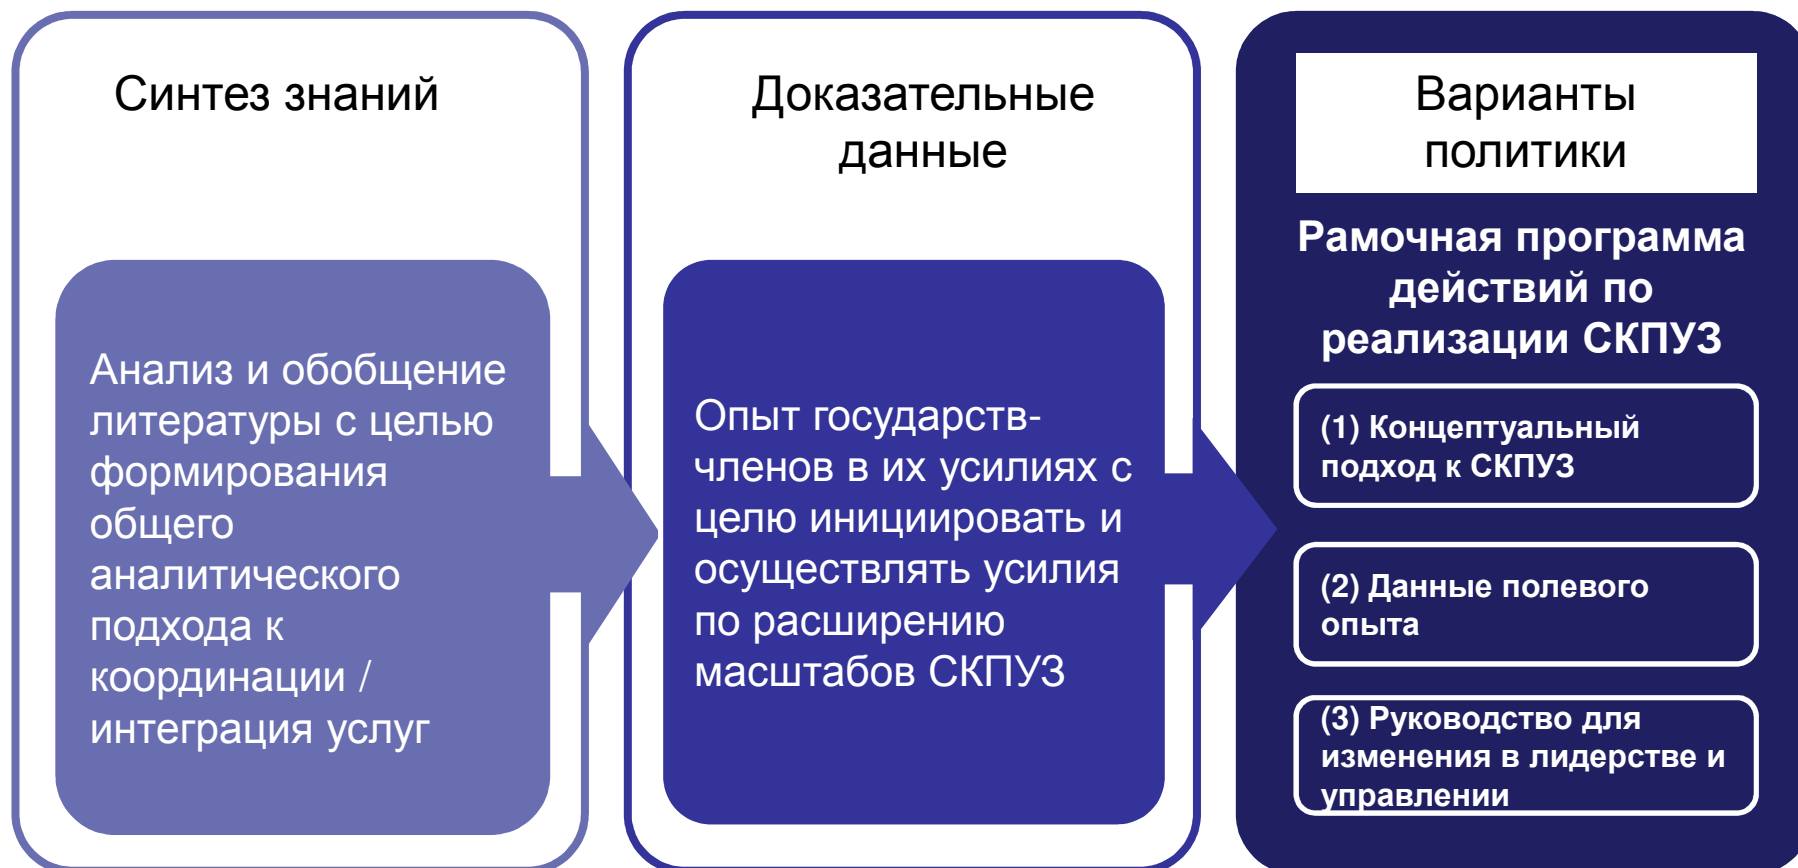 Синтез знаний
Анализ и обобщение
литературы с целью
формирования
общего
аналитического
подхода к
координации /
интеграция услуг
Доказательные
данные
Опыт государств-
членов в их усилиях с
целю инициировать и
осуществлять усилия
по расширению
масштабов СКПУЗ
Варианты
политики
Рамочная программа
действий по
реализации СКПУЗ
(1) Концептуальный
подход к СКПУЗ
(2) Данные полевого
опыта
(3) Руководство для
изменения в лидерстве и
управлении